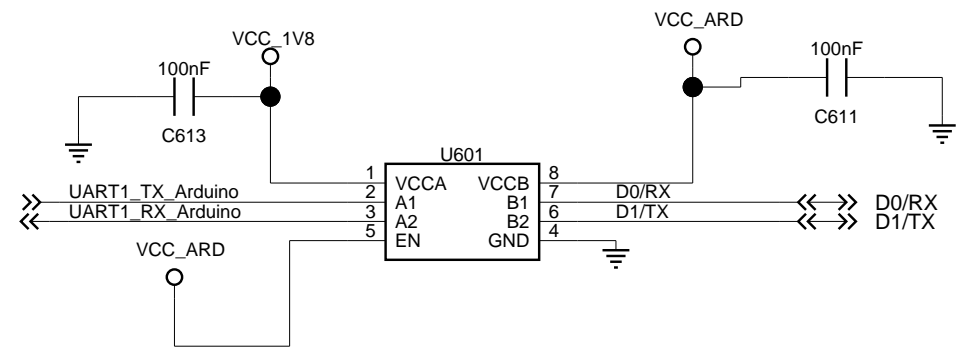 VCC_ARD
VCC_1V8
100nF
100nF
C613
C611
U601
1
VCCA
VCCB
8
UART1_TX_Arduino
2
A1
B1
7
D0/RX
D0/RX
UART1_RX_Arduino
3
A2
B2
6
D1/TX
D1/TX
5
EN
GND
4
VCC_ARD